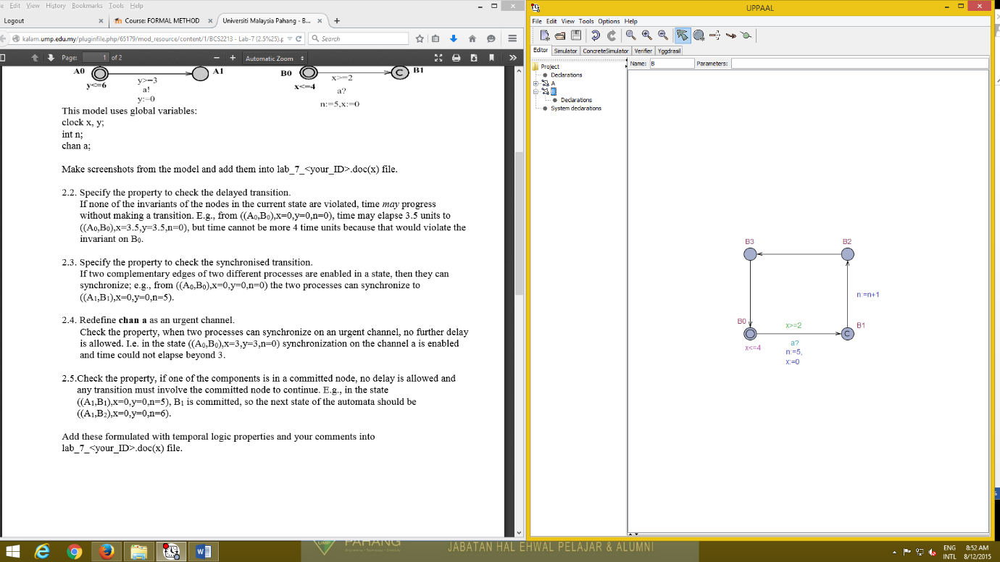 e Edit View History Bookmarks Tools Help
Logout
Course: FORMAL METHOD
Universiti Malaysia Pahang - B...
kalam.ump.edu.my/pluginfile.php/65179/mod_resource/content/1/BCS2213 - Lab-7 (2.5%25).p
Search
Page: 1 of 2
Automatic Zoom
A0 A1
y<=6
y>=3
a!
y:=0
B0 B1
x<=4
x>=2
a?
n:=5,x:=0
This model uses global variables:
clock x, y;
int n;
chan a;
Make screenshots from the model and add them into lab_7_<your_ID>.doc(x) file.
2.2. Specify the property to check the delayed transition.
If none of the invariants of the nodes in the current state are violated, time may progress
without making a transition. E.g., from ((A0,B0),x=0,y=0,n=0), time may elapse 3.5 units to
((A0,B0),x=3.5,y=3.5,n=0), but time cannot be more 4 time units because that would violate the
invariant on B0.
2.3. Specify the property to check the synchronised transition.
If two complementary edges of two different processes are enabled in a state, then they can
synchronize; e.g., from ((A0,B0),x=0,y=0,n=0) the two processes can synchronize to
((A1,B1),x=0,y=0,n=5).
2.4. Redefine chan a as an urgent channel.
Check the property, when two processes can synchronize on an urgent channel, no further delay
is allowed. I.e. in the state ((A0,B0),x=3,y=3,n=0) synchronization on the channel a is enabled
and time could not elapse beyond 3.
2.5.Check the property, if one of the components is in a committed node, no delay is allowed and
any transition must involve the committed node to continue. E.g., in the state
((A1,B1),x=0,y=0,n=5), B1 is committed, so the next state of the automata should be
((A1,B2),x=0,y=0,n=6).
Add these formulated with temporal logic properties and your comments into
lab_7_<your_ID>.doc(x) file.
UPPAAL
File Edit View Tools Options Help
Editor Simulator ConcreteSimulator Verifier Yggdrasil
Project
Declarations
A
B
Declarations
System declarations
Name: B Parameters:
B3 B2
n:=n+1
B0 B1
x>=2
C
x<=4
a?
n:=5,
x:=0
UMP PAHANG
JABATAN HAL EHWAL PELAJAR & ALUMNI
ENG 8:52 AM
INTL 8/12/2015